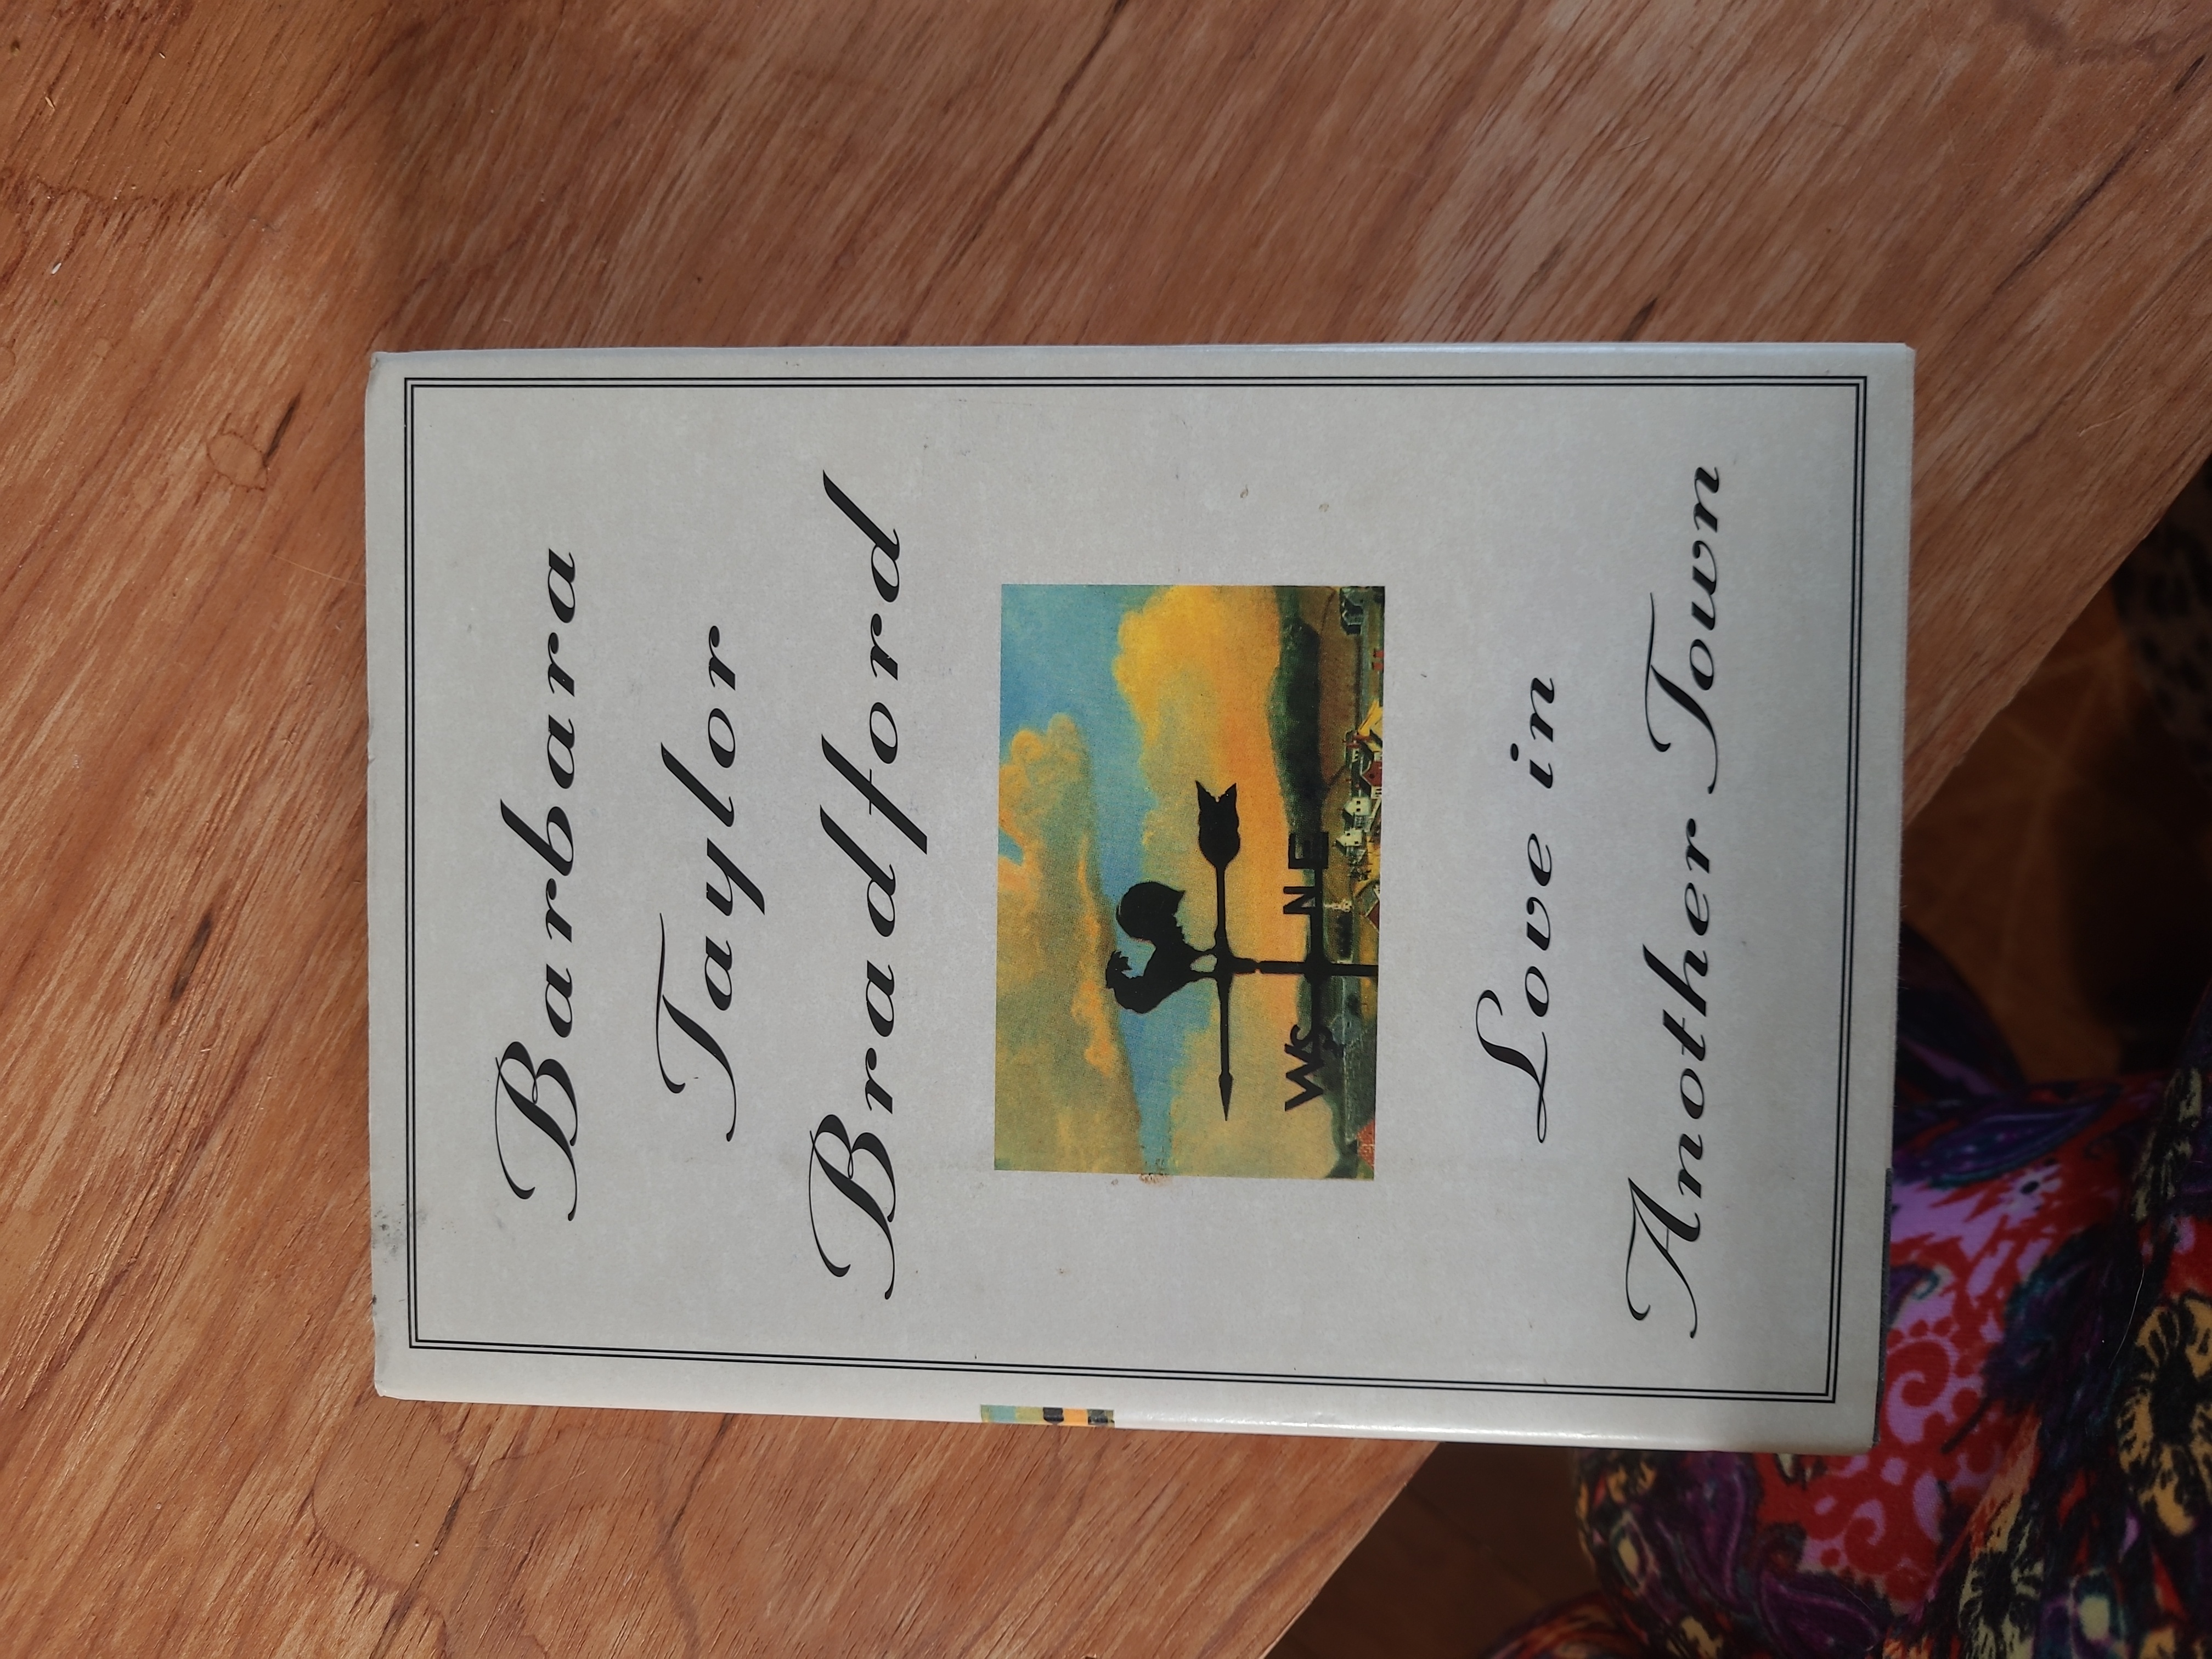 Barbara
Taylor
Bradford
N
W E
S
Love in
Another Town